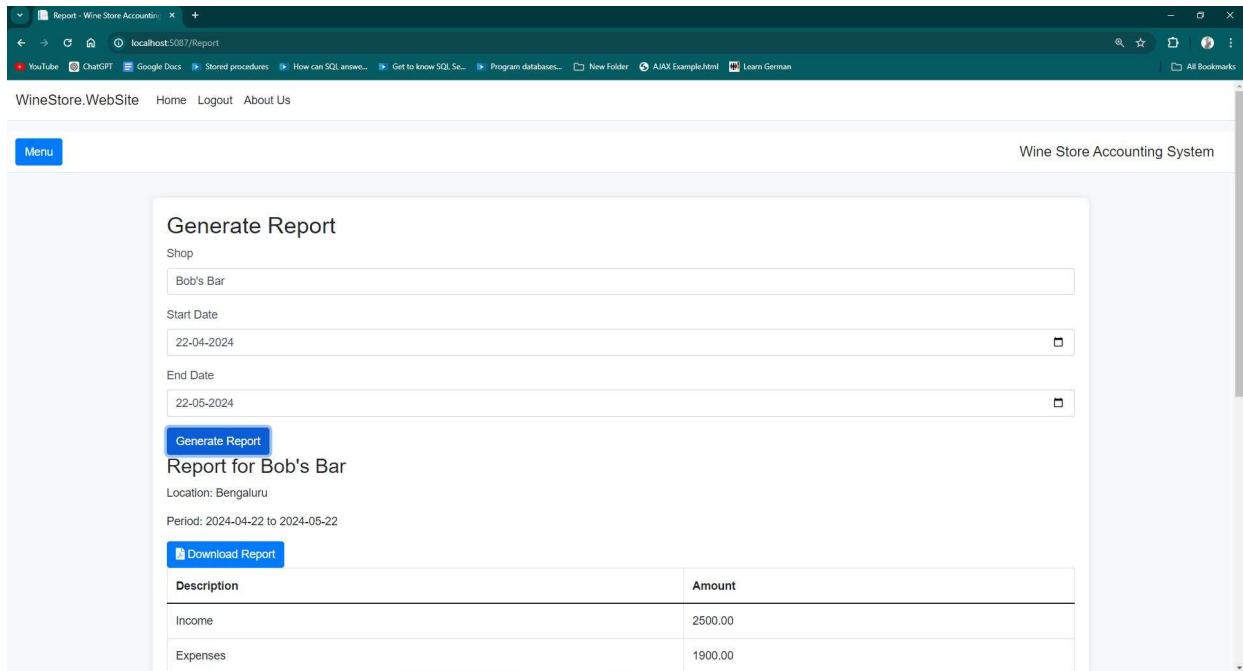 Report - Wine Store Accounting
localhost:5087/Report
YouTube ChatGPT Google Docs Stored procedures How can SQL answe... Get to know SQL Se... Program databases... New Folder AJAX Example.html Learn German All Bookmarks
WineStore.WebSite Home Logout About Us
Menu Wine Store Accounting System
Generate Report
Shop
Bob's Bar
Start Date
22-04-2024
End Date
22-05-2024
Generate Report
Report for Bob's Bar
Location: Bengaluru
Period: 2024-04-22 to 2024-05-22
Download Report
Description Amount
Income 2500.00
Expenses 1900.00